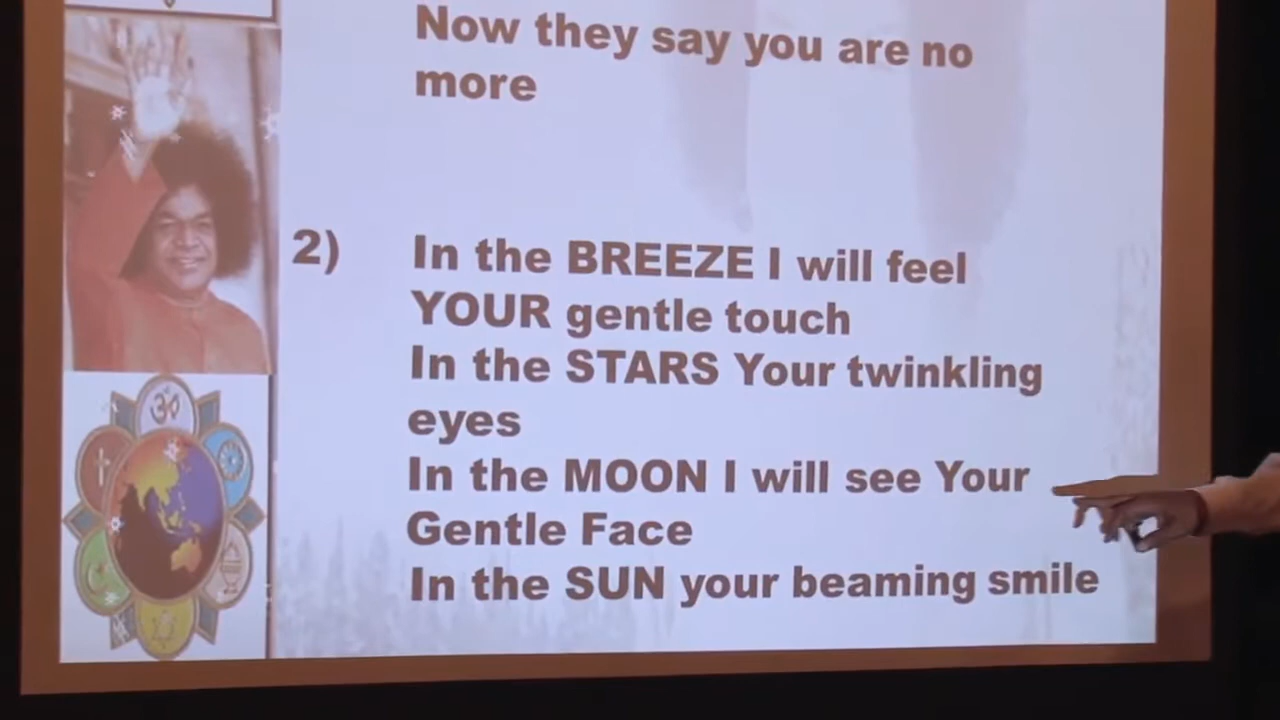 Now they say you are no
more
2) In the BREEZE I will feel
YOUR gentle touch
In the STARS Your twinkling
eyes
In the MOON I will see Your
Gentle Face
In the SUN your beaming smile
ॐ